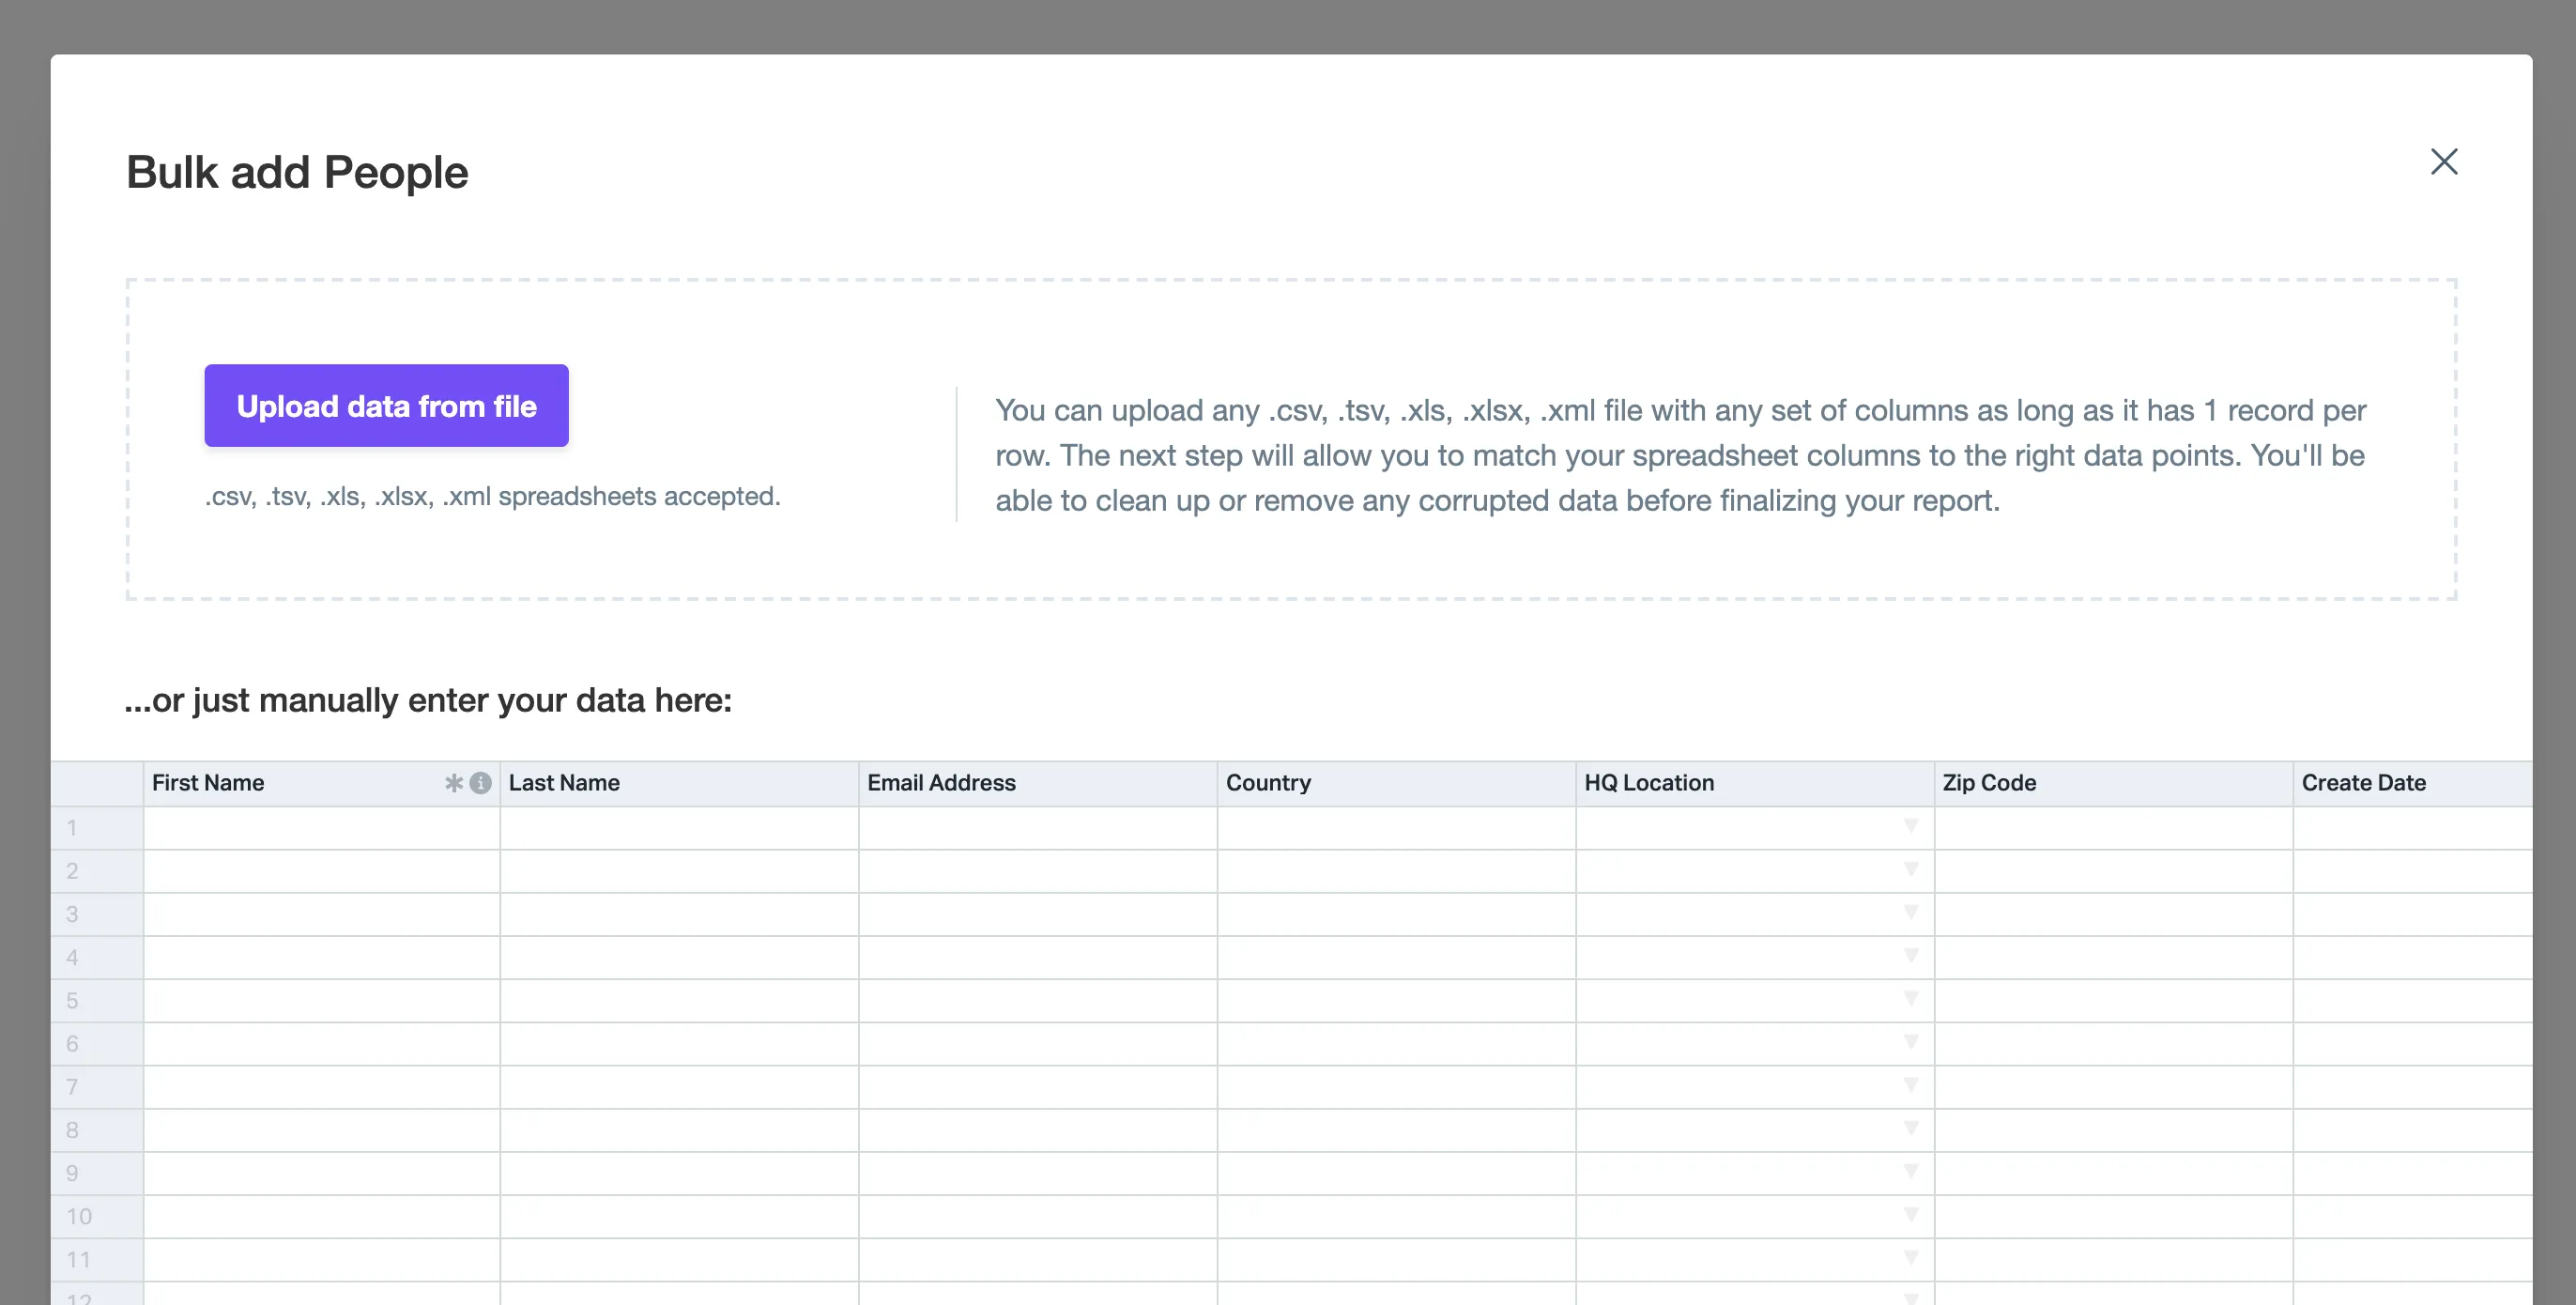 Bulk add People
Upload data from file
.csv, .tsv, .xls, .xlsx, .xml spreadsheets accepted.
You can upload any .csv, .tsv, .xls, .xlsx, .xml file with any set of columns as long as it has 1 record per
row. The next step will allow you to match your spreadsheet columns to the right data points. You'll be
able to clean up or remove any corrupted data before finalizing your report.
...or just manually enter your data here:
First Name * i Last Name Email Address Country HQ Location Zip Code Create Date
1
2
3
4
5
6
7
8
9
10
11
12